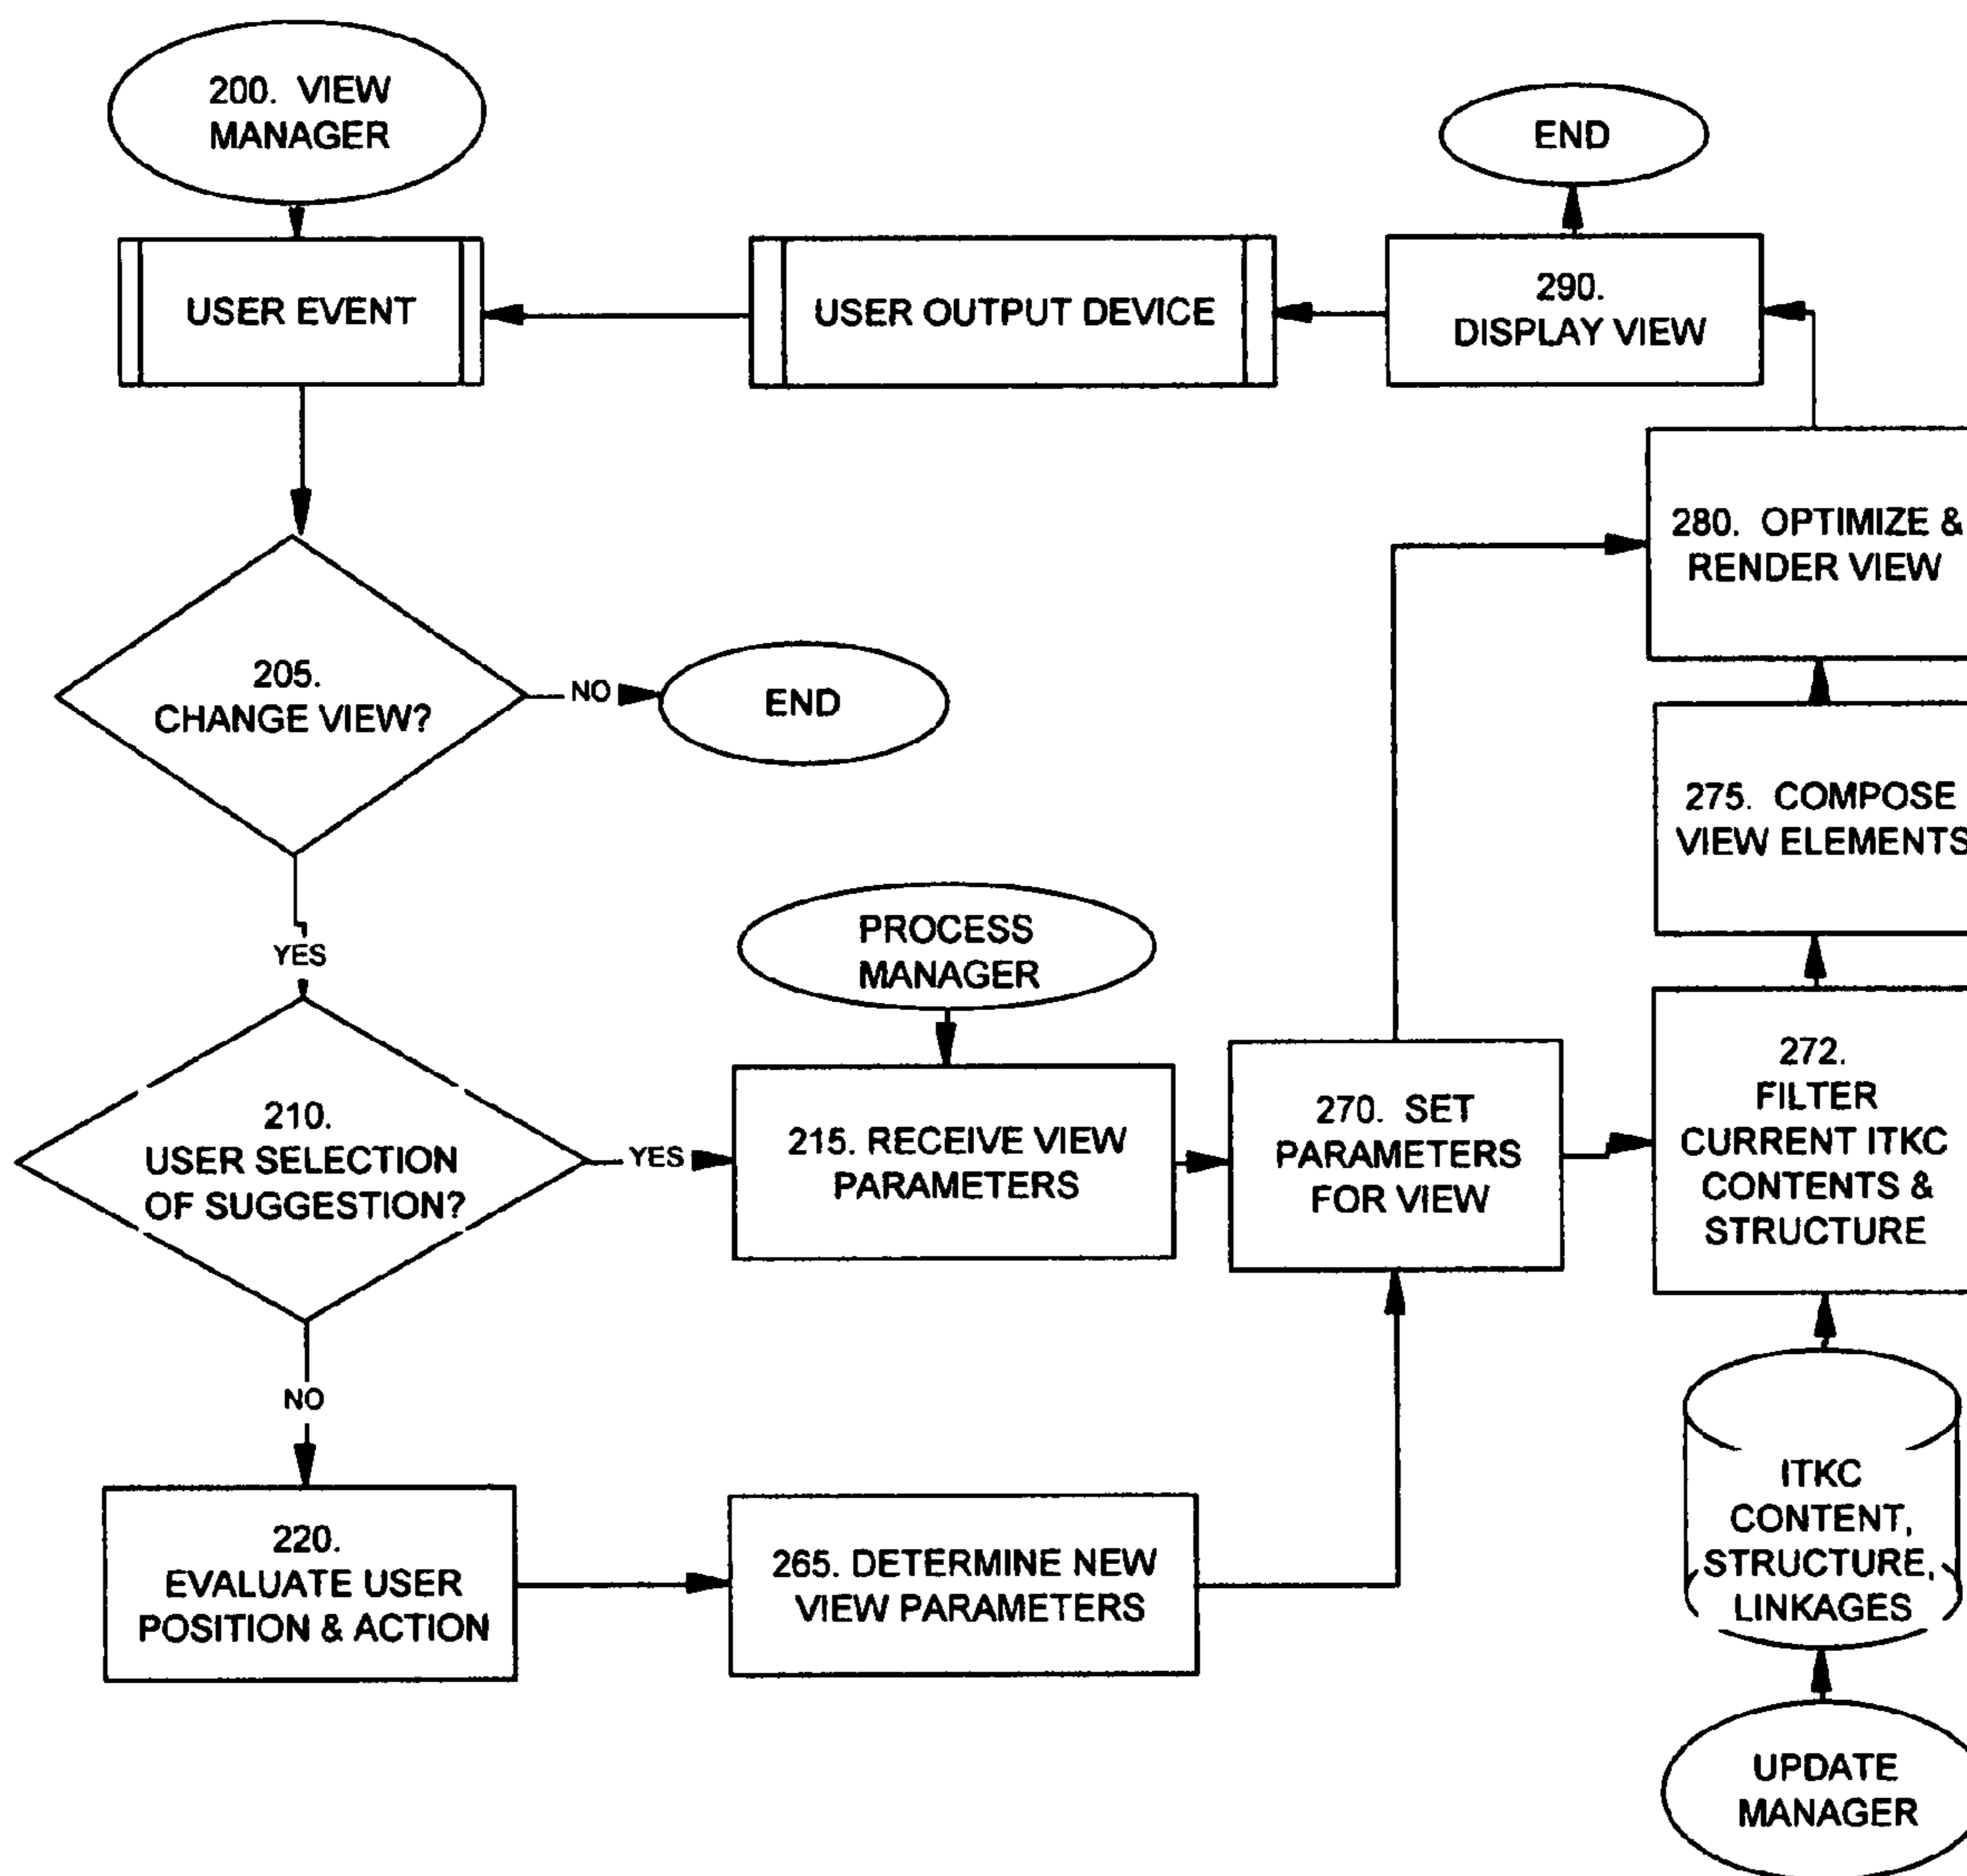 200. VIEW
MANAGER
END
USER EVENT
USER OUTPUT DEVICE
290.
DISPLAY VIEW
280. OPTIMIZE &
RENDER VIEW
205.
CHANGE VIEW?
NO
END
275. COMPOSE
VIEW ELEMENTS
YES
PROCESS
MANAGER
272.
FILTER
CURRENT ITKC
CONTENTS &
STRUCTURE
210.
USER SELECTION
OF SUGGESTION?
YES
215. RECEIVE VIEW
PARAMETERS
270. SET
PARAMETERS
FOR VIEW
NO
220.
EVALUATE USER
POSITION & ACTION
265. DETERMINE NEW
VIEW PARAMETERS
ITKC
CONTENT,
STRUCTURE,
LINKAGES
UPDATE
MANAGER